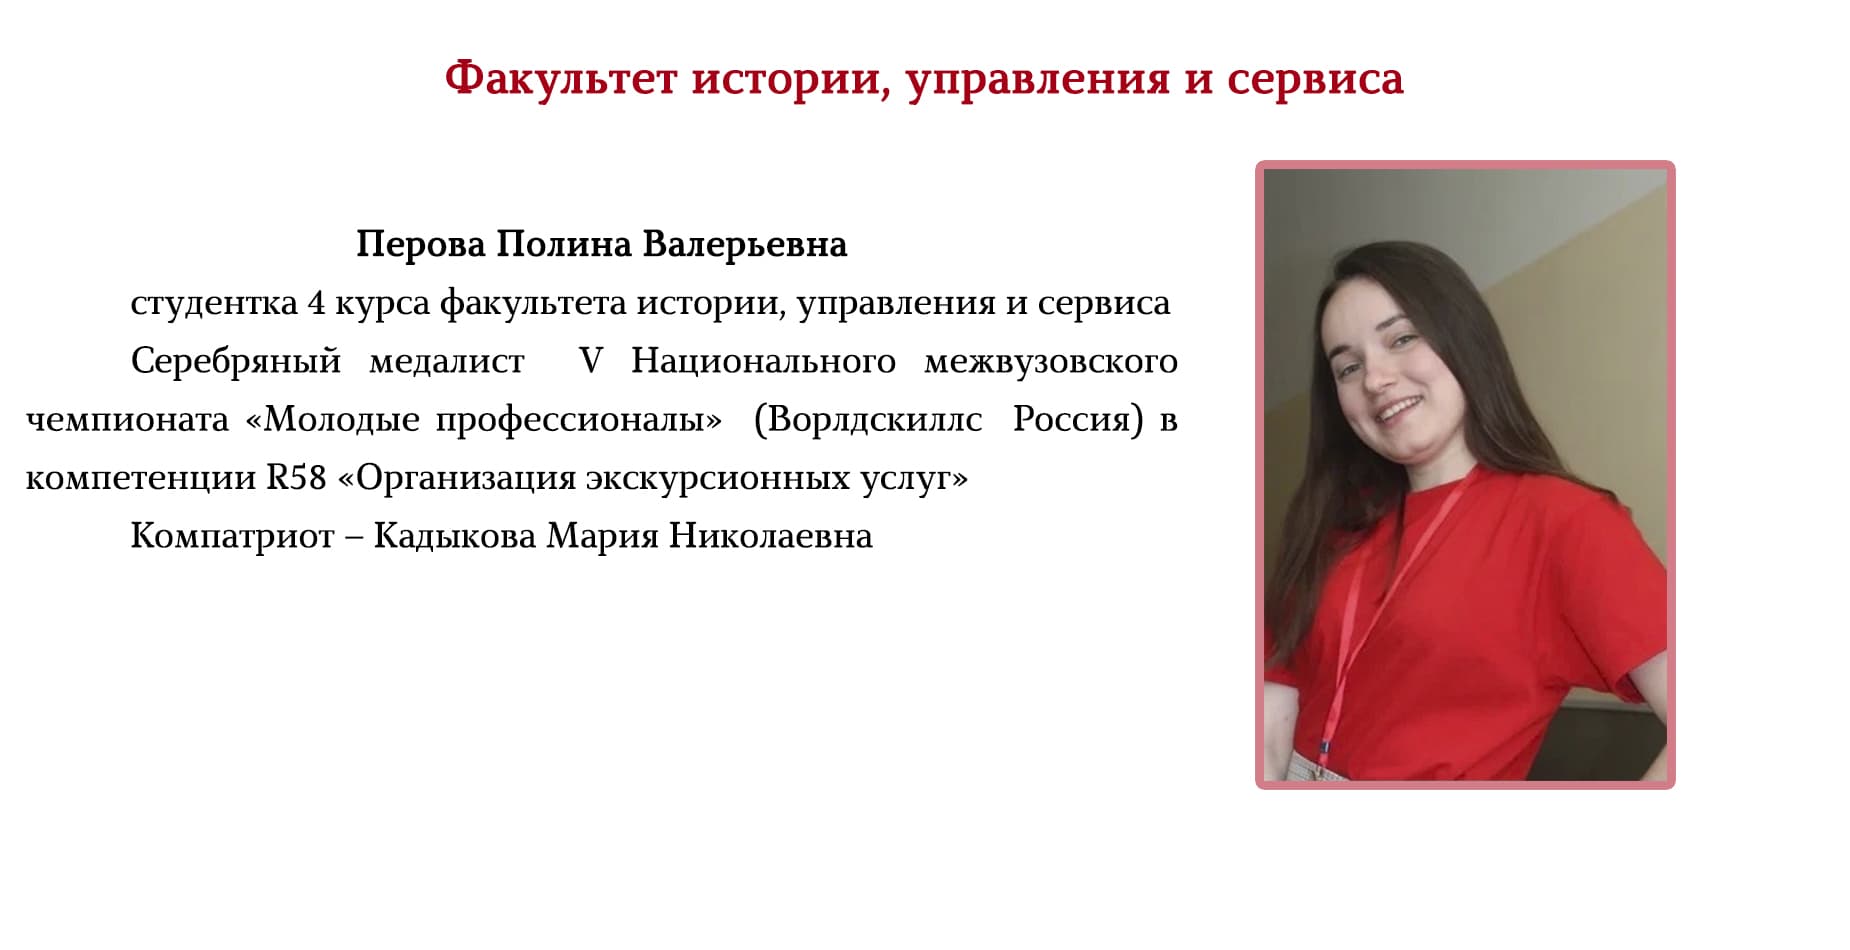 Факультет истории, управления и сервиса
Перова Полина Валерьевна
студентка 4 курса факультета истории, управления и сервиса
Серебряный медалист V Национального межвузовского
чемпионата «Молодые профессионалы» (Ворлдскиллс Россия) в
компетенции R58 «Организация экскурсионных услуг»
Компатриот – Кадыкова Мария Николаевна